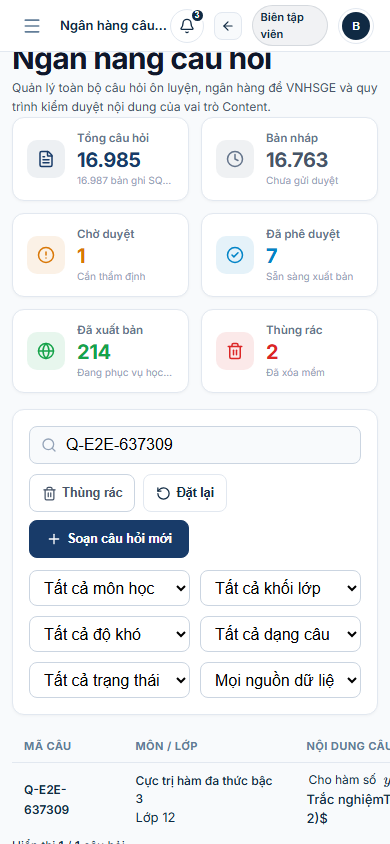 Ngân hàng câu...
3
Biên tập viên
B
Ngân hàng câu hỏi
Quản lý toàn bộ câu hỏi ôn luyện, ngân hàng đề VNHSGE và quy
trình kiểm duyệt nội dung của vai trò Content.
Tổng câu hỏi
16.985
16.987 bản ghi SQ...
Bản nháp
16.763
Chưa gửi duyệt
Chờ duyệt
1
Cần thẩm định
Đã phê duyệt
7
Sẵn sàng xuất bản
Đã xuất bản
214
Đang phục vụ học...
Thùng rác
2
Đã xóa mềm
Q-E2E-637309
Thùng rác
Đặt lại
Soạn câu hỏi mới
Tất cả môn học
Tất cả khối lớp
Tất cả độ khó
Tất cả dạng câu
Tất cả trạng thái
Mọi nguồn dữ liệ
MÃ CÂU
MÔN / LỚP
NỘI DUNG CÂU
Q-E2E-
637309
Cực trị hàm đa thức bậc
3
Lớp 12
Cho hàm số y
Trắc nghiệmT
2)$
Hiển thị 1 / 1 câu hỏi